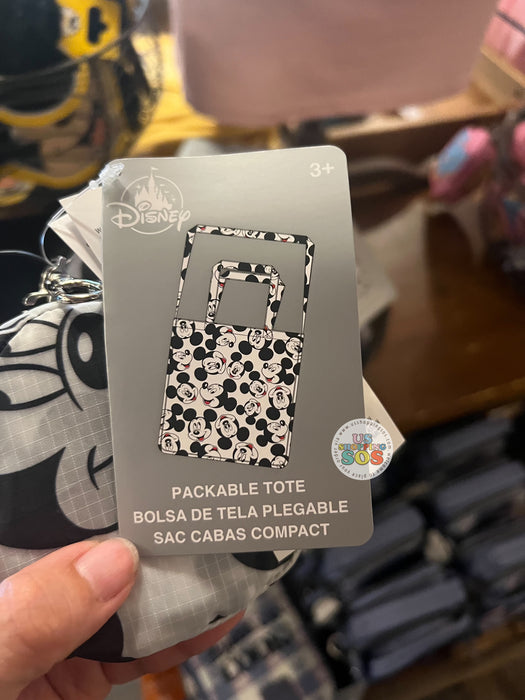 3+
Disney
PACKABLE TOTE
BOLSA DE TELA PLEGABLE
SAC CABAS COMPACT
US
SHOPPING
SOS